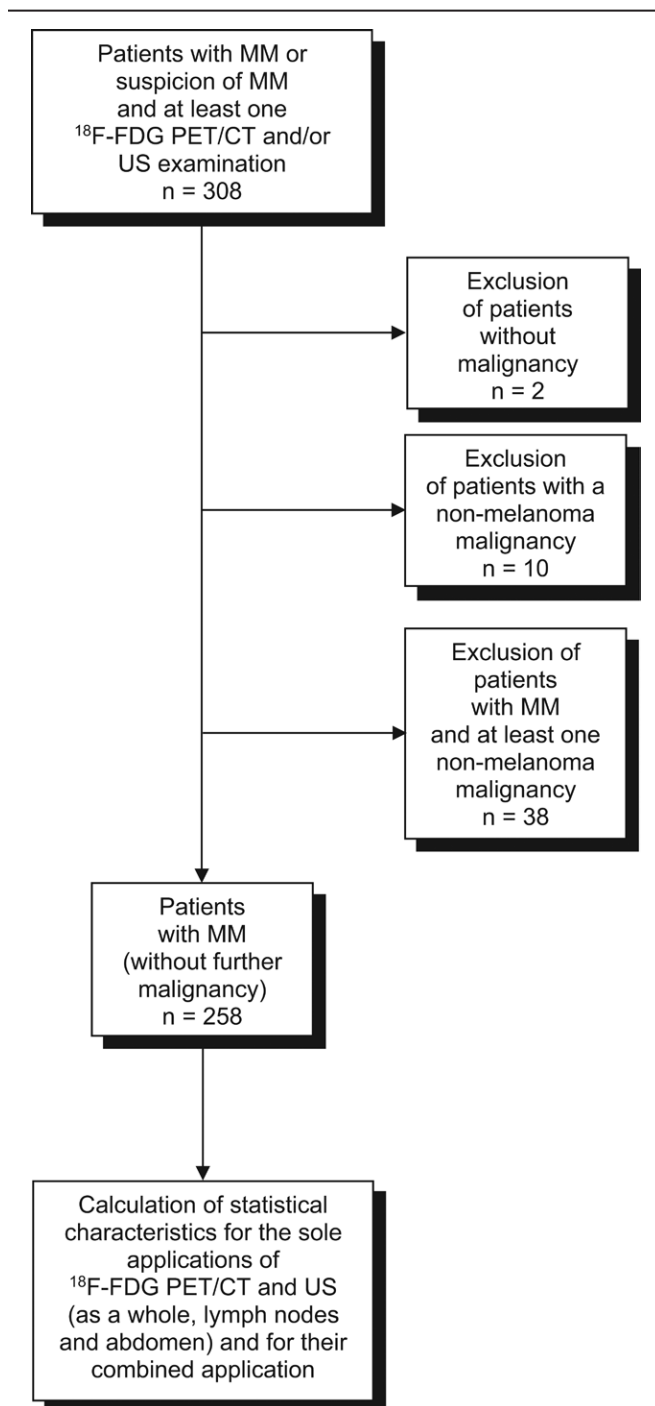 Patients with MM or
suspicion of MM
and at least one
¹⁸F-FDG PET/CT and/or
US examination
n = 308
Exclusion
of patients
without
malignancy
n = 2
Exclusion
of patients with a
non-melanoma
malignancy
n = 10
Exclusion of
patients
with MM
and at least one
non-melanoma
malignancy
n = 38
Patients
with MM
(without further
malignancy)
n = 258
Calculation of statistical
characteristics for the sole
applications of
¹⁸F-FDG PET/CT and US
(as a whole, lymph nodes
and abdomen) and for their
combined application